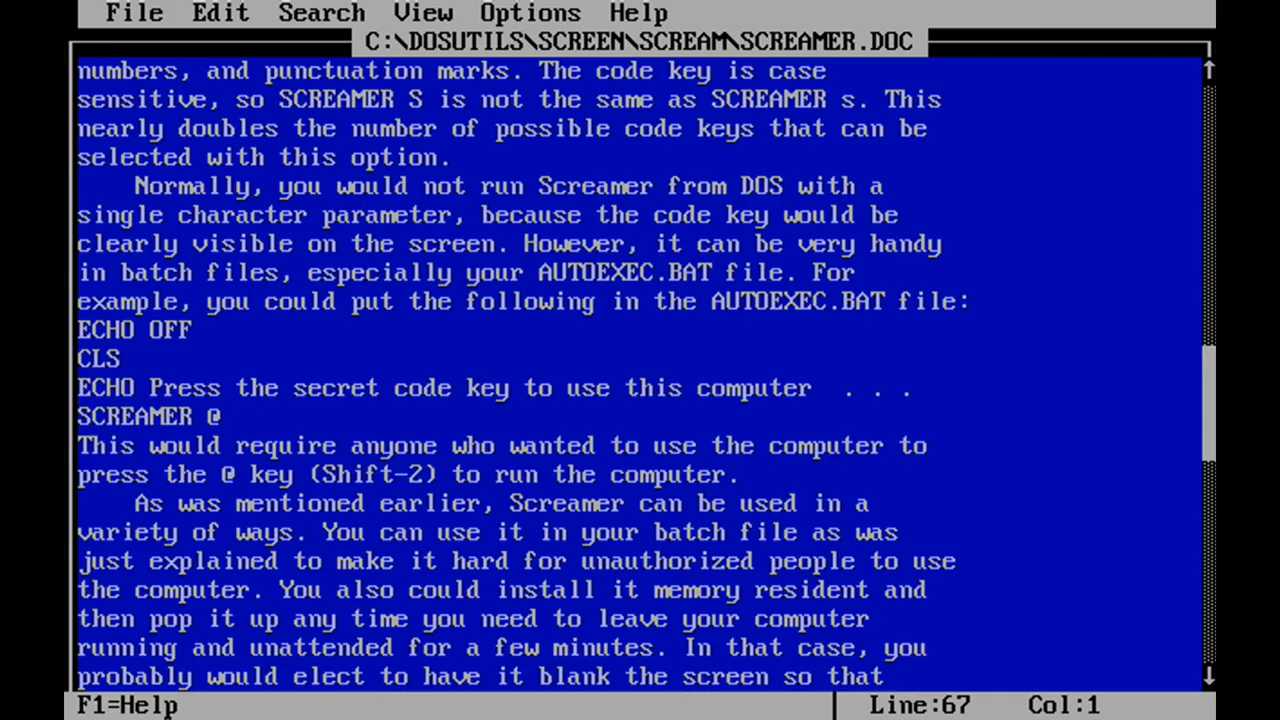 File Edit Search View Options Help
C:\DOSUTILS\SCREEN\SCREAM\SCREAMER.DOC
numbers, and punctuation marks. The code key is case
sensitive, so SCREAMER S is not the same as SCREAMER s. This
nearly doubles the number of possible code keys that can be
selected with this option.
Normally, you would not run Screamer from DOS with a
single character parameter, because the code key would be
clearly visible on the screen. However, it can be very handy
in batch files, especially your AUTOEXEC.BAT file. For
example, you could put the following in the AUTOEXEC.BAT file:
ECHO OFF
CLS
ECHO Press the secret code key to use this computer . . .
SCREAMER @
This would require anyone who wanted to use the computer to
press the @ key (Shift-2) to run the computer.
As was mentioned earlier, Screamer can be used in a
variety of ways. You can use it in your batch file as was
just explained to make it hard for unauthorized people to use
the computer. You also could install it memory resident and
then pop it up any time you need to leave your computer
running and unattended for a few minutes. In that case, you
probably would elect to have it blank the screen so that
F1=Help Line:67 Col:1